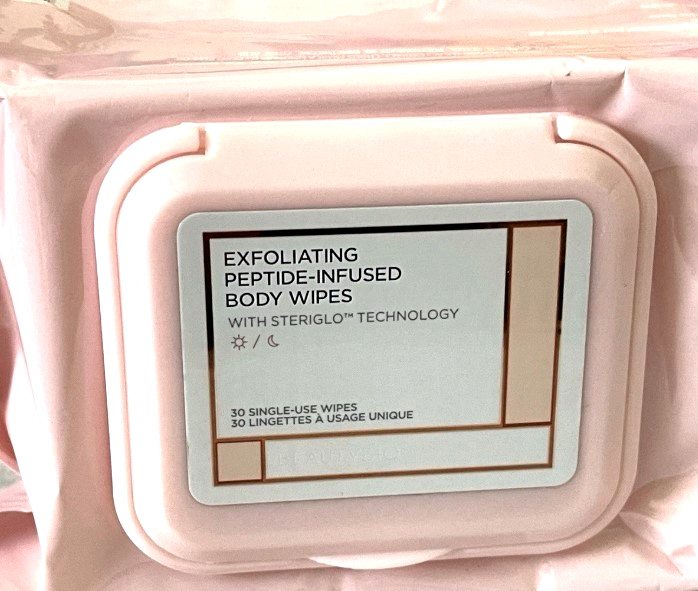 EXFOLIATING
PEPTIDE-INFUSED
BODY WIPES
WITH STERIGLO™ TECHNOLOGY
/
30 SINGLE-USE WIPES
30 LINGETTES À USAGE UNIQUE